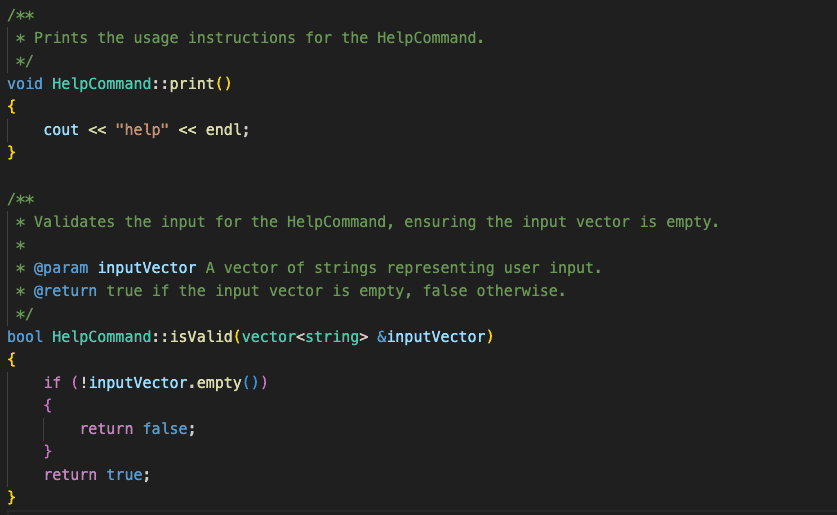 /**
 * Prints the usage instructions for the HelpCommand.
 */
void HelpCommand::print()
{
    cout << "help" << endl;
}

/**
 * Validates the input for the HelpCommand, ensuring the input vector is empty.
 *
 * @param inputVector A vector of strings representing user input.
 * @return true if the input vector is empty, false otherwise.
 */
bool HelpCommand::isValid(vector<string> &inputVector)
{
    if (!inputVector.empty())
    {
        return false;
    }
    return true;
}